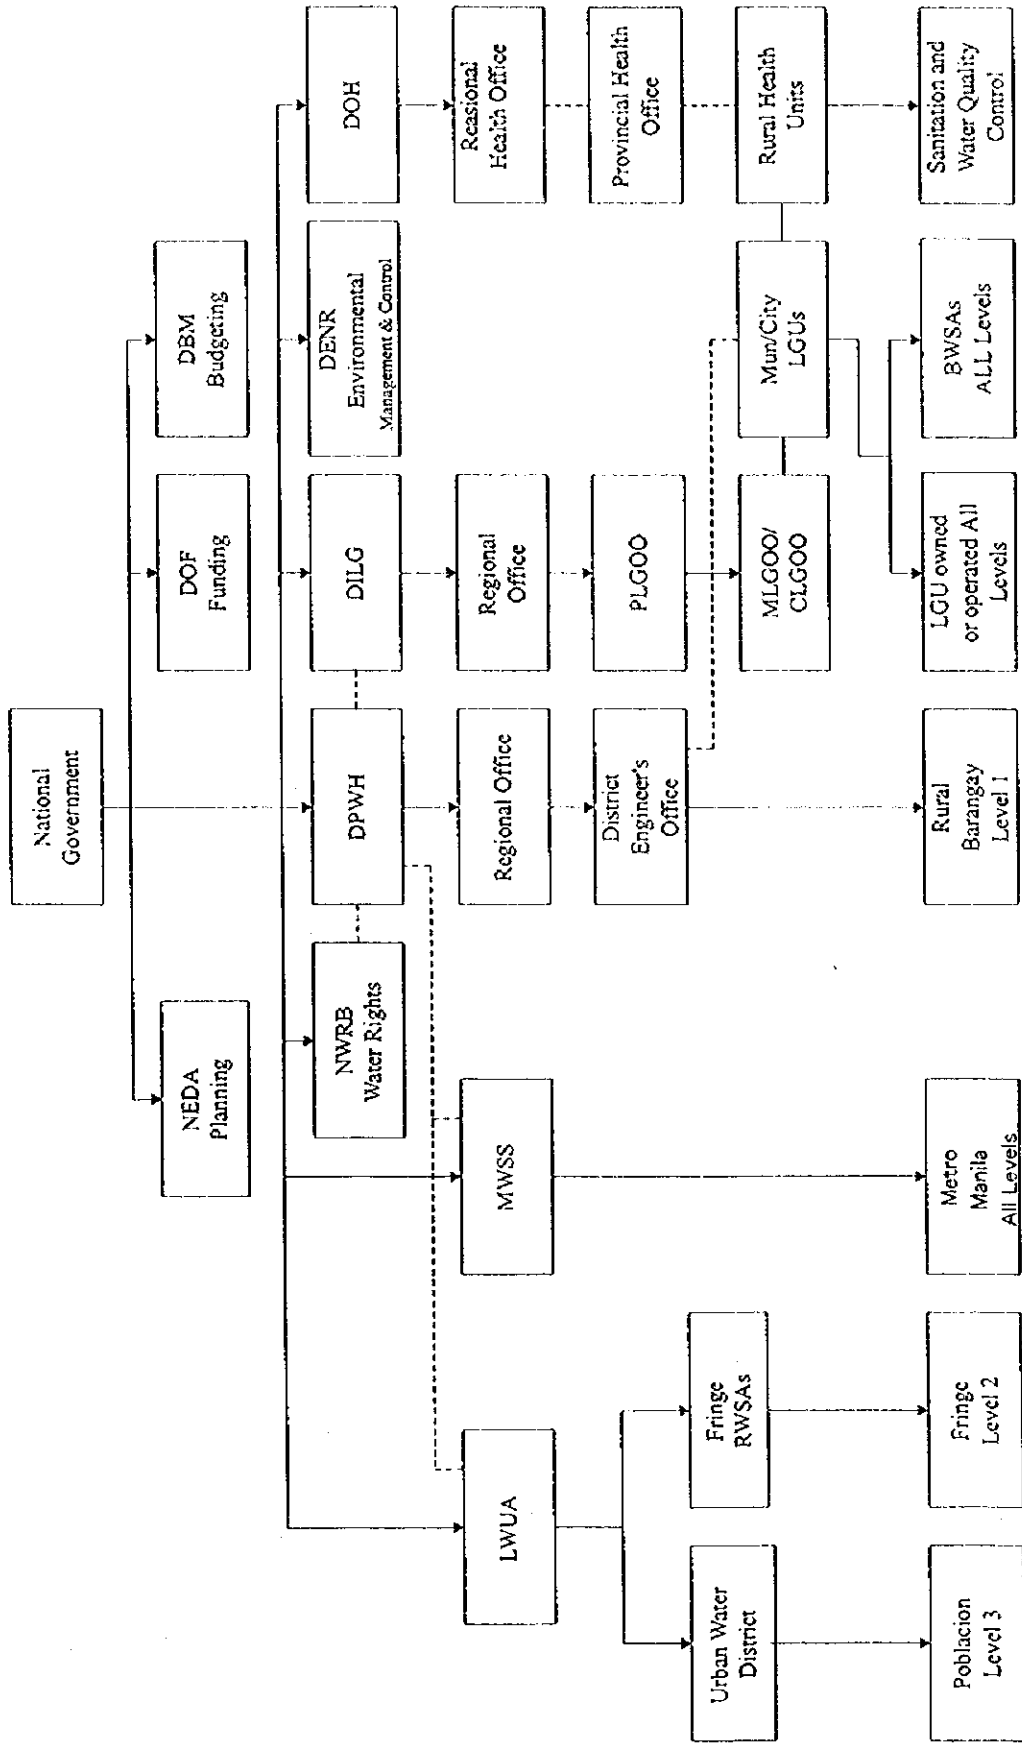 National
Government
NEDA
Planning
DOF
Funding
DBM
Budgeting
NWRB
Water Rights
DPWH
DILG
DENR
Environmental
Management & Control
DOH
LWUA
MWSS
Regional Office
Regional
Office
Reasional
Health Office
District
Engineer's
Office
PLGOO
Provincial Health
Office
Urban Water
District
Fringe
RWSAs
MLGOO/
CLGOO
Mun/City
LGUs
Rural Health
Units
Poblacion
Level 3
Fringe
Level 2
Metro
Manila
All Levels
Rural
Barangay
Level 1
LGU owned
or operated All
Levels
BWSAs
ALL Levels
Sanitation and
Water Quality
Control